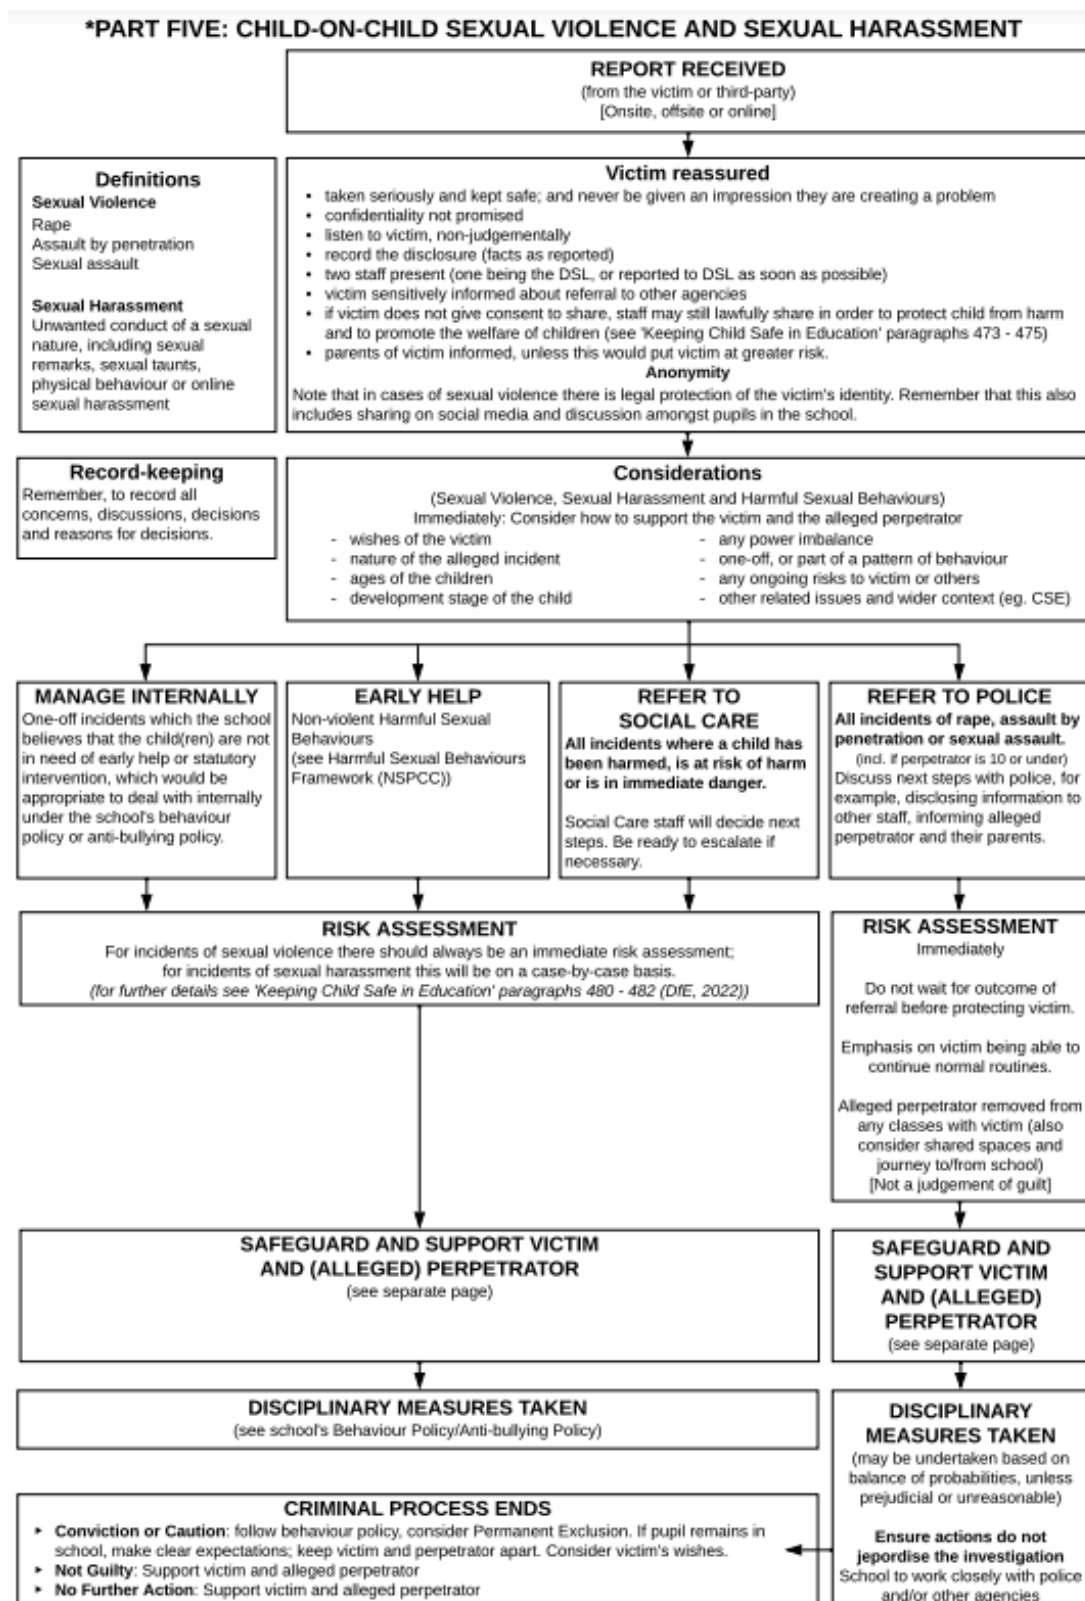 *PART FIVE: CHILD-ON-CHILD SEXUAL VIOLENCE AND SEXUAL HARASSMENT
REPORT RECEIVED
(from the victim or third-party)
[Onsite, offsite or online]
Definitions
Sexual Violence
Rape
Assault by penetration
Sexual assault
Sexual Harassment
Unwanted conduct of a sexual
nature, including sexual
remarks, sexual taunts,
physical behaviour or online
sexual harassment
Victim reassured
• taken seriously and kept safe; and never be given an impression they are creating a problem
• confidentiality not promised
• listen to victim, non-judgementally
• record the disclosure (facts as reported)
• two staff present (one being the DSL, or reported to DSL as soon as possible)
• victim sensitively informed about referral to other agencies
• if victim does not give consent to share, staff may still lawfully share in order to protect child from harm
and to promote the welfare of children (see 'Keeping Child Safe in Education' paragraphs 473 - 475)
• parents of victim informed, unless this would put victim at greater risk.
Anonymity
Note that in cases of sexual violence there is legal protection of the victim's identity. Remember that this also
includes sharing on social media and discussion amongst pupils in the school.
Record-keeping
Remember, to record all
concerns, discussions, decisions
and reasons for decisions.
Considerations
(Sexual Violence, Sexual Harassment and Harmful Sexual Behaviours)
Immediately: Consider how to support the victim and the alleged perpetrator
- wishes of the victim
- nature of the alleged incident
- ages of the children
- development stage of the child
- any power imbalance
- one-off, or part of a pattern of behaviour
- any ongoing risks to victim or others
- other related issues and wider context (eg. CSE)
MANAGE INTERNALLY
One-off incidents which the school
believes that the child(ren) are not
in need of early help or statutory
intervention, which would be
appropriate to deal with internally
under the school's behaviour
policy or anti-bullying policy.
EARLY HELP
Non-violent Harmful Sexual
Behaviours
(see Harmful Sexual Behaviours
Framework (NSPCC))
REFER TO
SOCIAL CARE
All incidents where a child has
been harmed, is at risk of harm
or is in immediate danger.
Social Care staff will decide next
steps. Be ready to escalate if
necessary.
REFER TO POLICE
All incidents of rape, assault by
penetration or sexual assault.
(incl. if perpetrator is 10 or under)
Discuss next steps with police, for
example, disclosing information to
other staff, informing alleged
perpetrator and their parents.
RISK ASSESSMENT
For incidents of sexual violence there should always be an immediate risk assessment;
for incidents of sexual harassment this will be on a case-by-case basis.
(for further details see 'Keeping Child Safe in Education' paragraphs 480 - 482 (DfE, 2022))
RISK ASSESSMENT
Immediately
Do not wait for outcome of
referral before protecting victim.
Emphasis on victim being able to
continue normal routines.
Alleged perpetrator removed from
any classes with victim (also
consider shared spaces and
journey to/from school)
[Not a judgement of guilt]
SAFEGUARD AND SUPPORT VICTIM
AND (ALLEGED) PERPETRATOR
(see separate page)
SAFEGUARD AND
SUPPORT VICTIM
AND (ALLEGED)
PERPETRATOR
(see separate page)
DISCIPLINARY MEASURES TAKEN
(see school's Behaviour Policy/Anti-bullying Policy)
DISCIPLINARY
MEASURES TAKEN
(may be undertaken based on
balance of probabilities, unless
prejudicial or unreasonable)
Ensure actions do not
jepordise the investigation
School to work closely with police
and/or other agencies
CRIMINAL PROCESS ENDS
▸ Conviction or Caution: follow behaviour policy, consider Permanent Exclusion. If pupil remains in
school, make clear expectations; keep victim and perpetrator apart. Consider victim's wishes.
▸ Not Guilty: Support victim and alleged perpetrator
▸ No Further Action: Support victim and alleged perpetrator